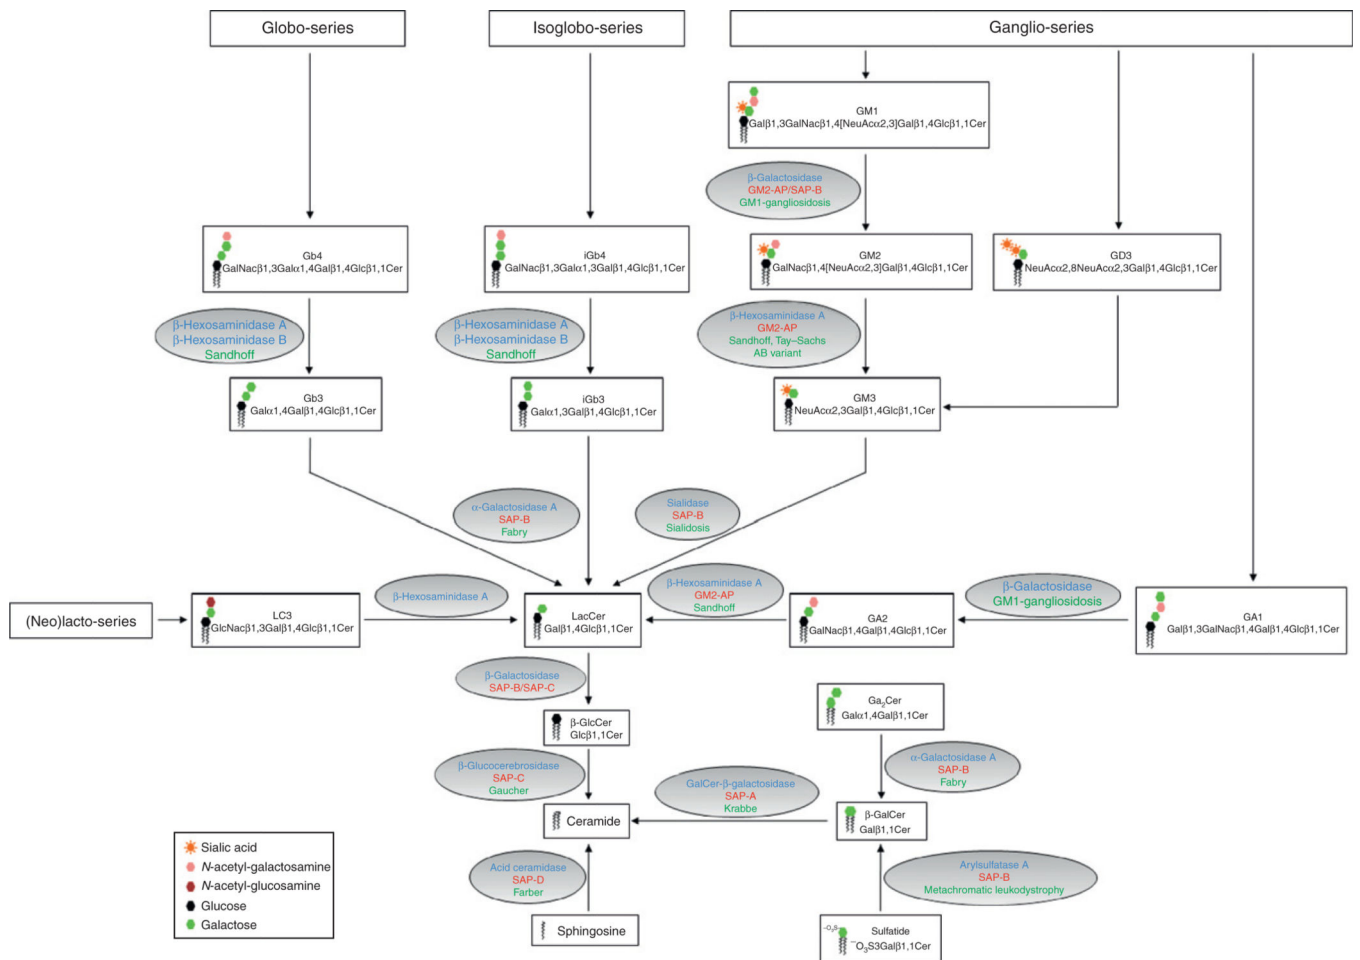 Globo-series
Isoglobo-series
Ganglio-series
GM1
Galβ1,3GalNacβ1,4[NeuAcα2,3]Galβ1,4Glcβ1,1Cer
β-Galactosidase
GM2-AP/SAP-B
GM1-gangliosidosis
Gb4
GalNacβ1,3Galα1,4Galβ1,4Glcβ1,1Cer
iGb4
GalNacβ1,3Galα1,3Galβ1,4Glcβ1,1Cer
GM2
GalNacβ1,4[NeuAcα2,3]Galβ1,4Glcβ1,1Cer
GD3
NeuAcα2,8NeuAcα2,3Galβ1,4Glcβ1,1Cer
β-Hexosaminidase A
β-Hexosaminidase B
Sandhoff
β-Hexosaminidase A
β-Hexosaminidase B
Sandhoff
β-Hexosaminidase A
GM2-AP
Sandhoff, Tay–Sachs
AB variant
Gb3
Galα1,4Galβ1,4Glcβ1,1Cer
iGb3
Galα1,3Galβ1,4Glcβ1,1Cer
GM3
NeuAcα2,3Galβ1,4Glcβ1,1Cer
α-Galactosidase A
SAP-B
Fabry
Sialidase
SAP-B
Sialidosis
(Neo)lacto-series
LC3
GlcNacβ1,3Galβ1,4Glcβ1,1Cer
β-Hexosaminidase A
LacCer
Galβ1,4Glcβ1,1Cer
β-Hexosaminidase A
GM2-AP
Sandhoff
GA2
GalNacβ1,4Galβ1,4Glcβ1,1Cer
β-Galactosidase
GM1-gangliosidosis
GA1
Galβ1,3GalNacβ1,4Galβ1,4Glcβ1,1Cer
β-Galactosidase
SAP-B/SAP-C
β-GlcCer
Glcβ1,1Cer
Ga₂Cer
Galα1,4Galβ1,1Cer
β-Glucocerebrosidase
SAP-C
Gaucher
GalCer-β-galactosidase
SAP-A
Krabbe
α-Galactosidase A
SAP-B
Fabry
Ceramide
β-GalCer
Galβ1,1Cer
Acid ceramidase
SAP-D
Farber
Arylsulfatase A
SAP-B
Metachromatic leukodystrophy
Sphingosine
-O₃S-
Sulfatide
⁻O₃S3Galβ1,1Cer
Sialic acid
N-acetyl-galactosamine
N-acetyl-glucosamine
Glucose
Galactose